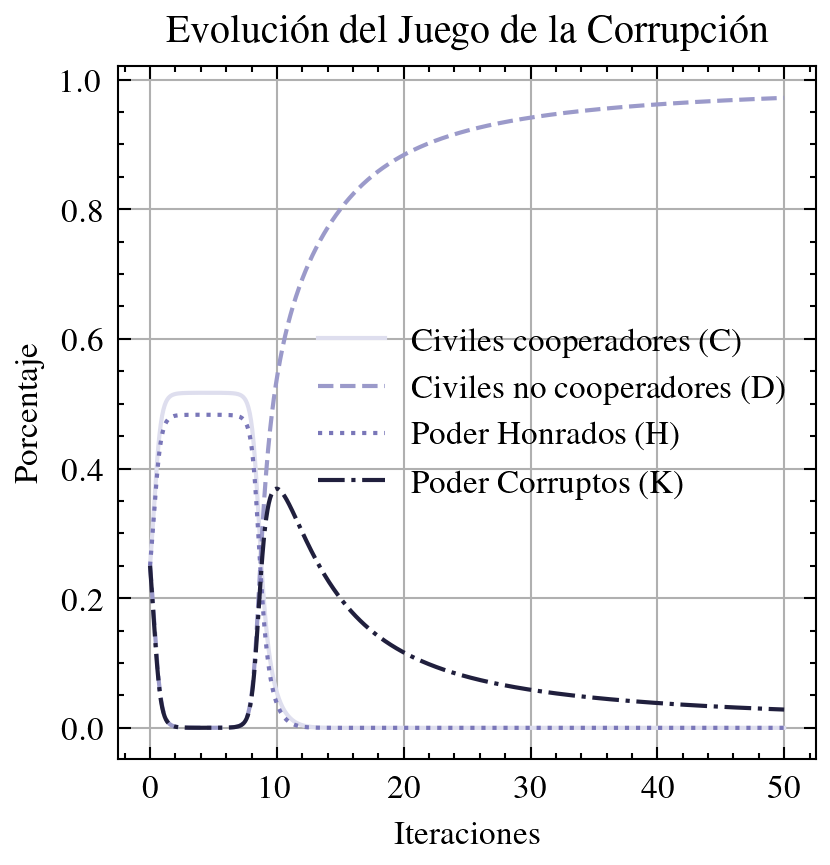 Evolución del Juego de la Corrupción
1.0
0.8
0.6
0.4
0.2
0.0
Porcentaje
Civiles cooperadores (C)
Civiles no cooperadores (D)
Poder Honrados (H)
Poder Corruptos (K)
0 10 20 30 40 50
Iteraciones